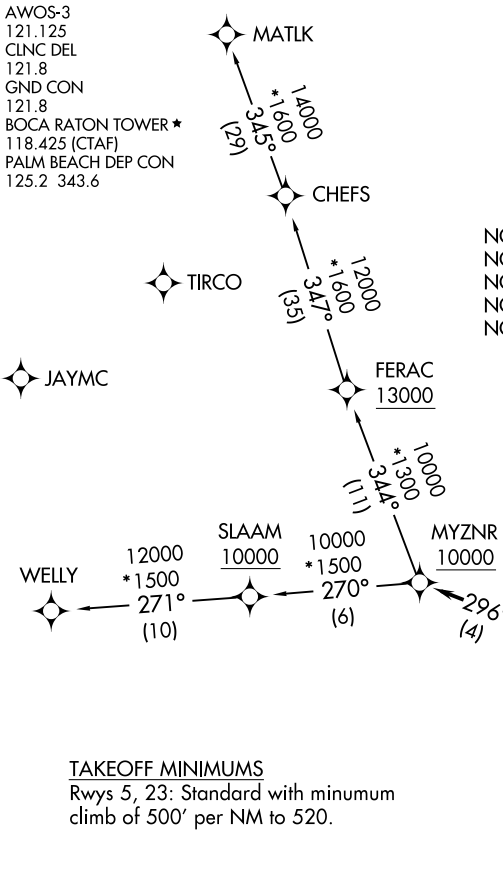 AWOS-3
121.125
CLNC DEL
121.8
GND CON
121.8
BOCA RATON TOWER★
118.425 (CTAF)
PALM BEACH DEP CON
125.2 343.6
MATLK
14000
*1600
345°
(29)
CHEFS
TIRCO
12000
*1600
347°
(35)
JAYMC
FERAC
13000
10000
*1300
344°
(11)
MYZNR
10000
SLAAM
10000
10000
*1500
270°
(6)
WELLY
12000
*1500
271°
(10)
296
(4)
TAKEOFF MINIMUMS
Rwys 5, 23: Standard with minumum
climb of 500' per NM to 520.